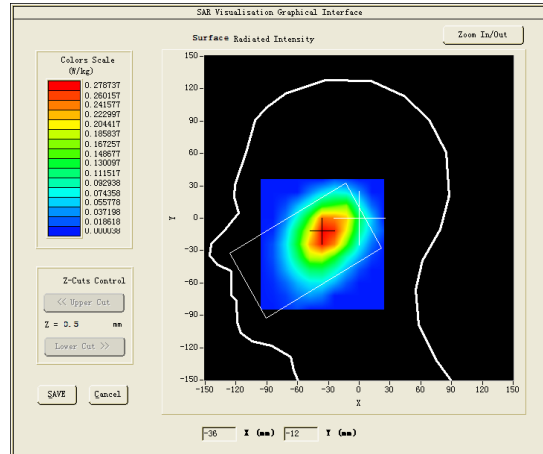 SAR Visualisation Graphical Interface
Surface Radiated Intensity
Zoom In/Out
Colors Scale
(W/kg)
0.278737
0.260157
0.241577
0.222997
0.204417
0.185837
0.167257
0.148677
0.130097
0.111517
0.092938
0.074358
0.055778
0.037198
0.018618
0.000038
Z-Cuts Control
<< Upper Cut
Z = 0.5 mm
Lower Cut >>
SAVE
Cancel
150
120
90
60
30
0
-30
-60
-90
-120
-150
Y
-150 -120 -90 -60 -30 0 30 60 90 120 150
X
-36 X (mm) -12 Y (mm)